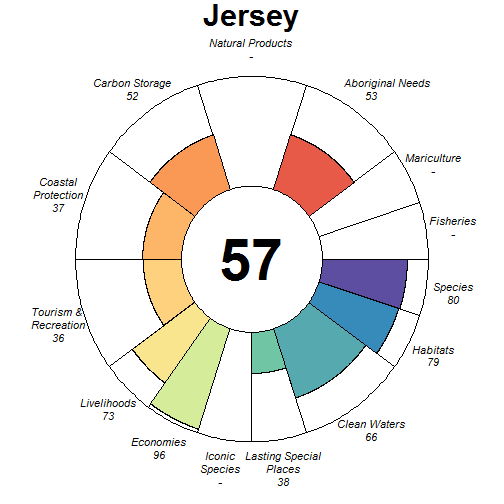 Jersey
Natural Products
-
Carbon Storage
52
Aboriginal Needs
53
Mariculture
-
Coastal
Protection
37
Fisheries
-
57
Species
80
Tourism &
Recreation
36
Habitats
79
Livelihoods
73
Clean Waters
66
Economies
96
Iconic
Species
-
Lasting Special
Places
38